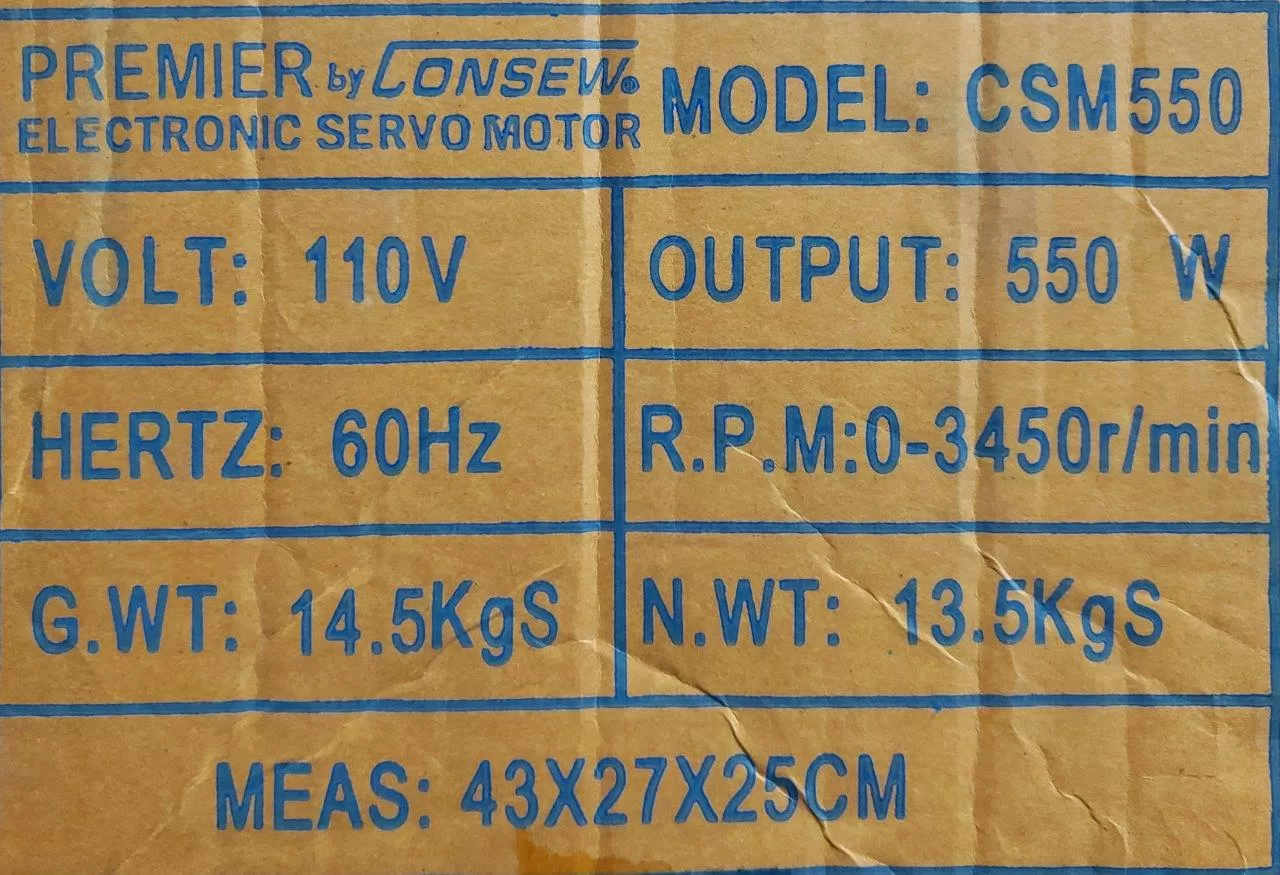 PREMIER by CONSEW®
ELECTRONIC SERVO MOTOR
MODEL: CSM550
VOLT: 110V
OUTPUT: 550 W
HERTZ: 60Hz
R.P.M:0-3450r/min
G.WT: 14.5KgS
N.WT: 13.5KgS
MEAS: 43X27X25CM